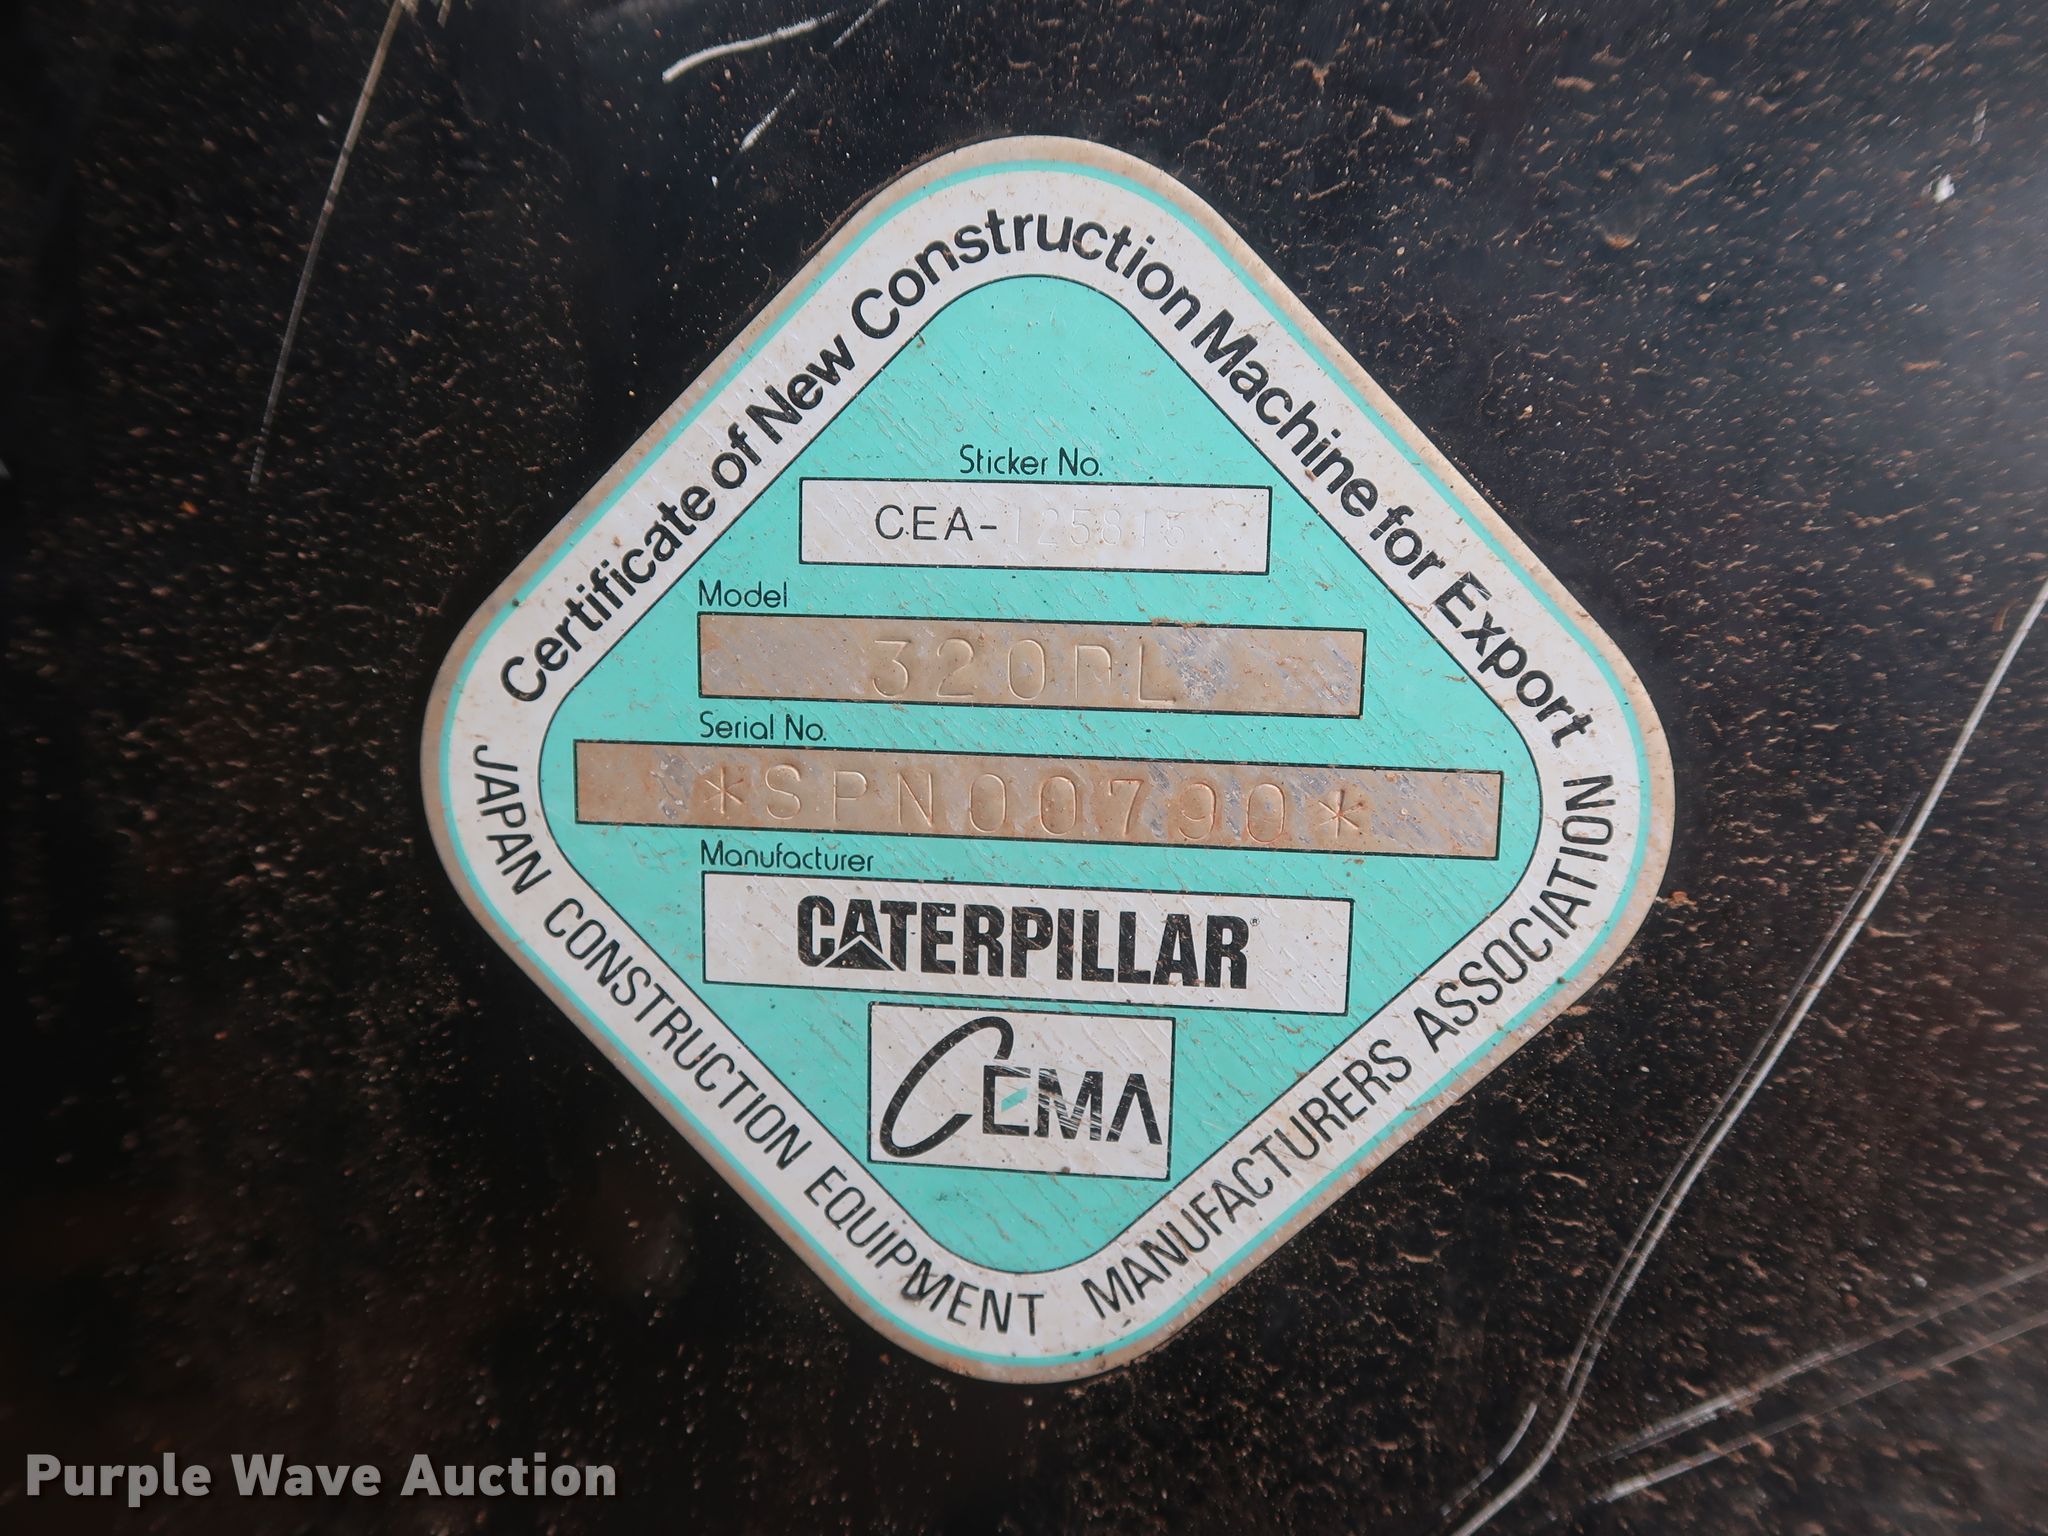 Certificate of New Construction Machine for Export
Sticker No.
CEA-125815
Model
320DL
Serial No.
*SPN00790*
Manufacturer
CATERPILLAR®
CEMA
JAPAN CONSTRUCTION EQUIPMENT MANUFACTURERS ASSOCIATION
Purple Wave Auction